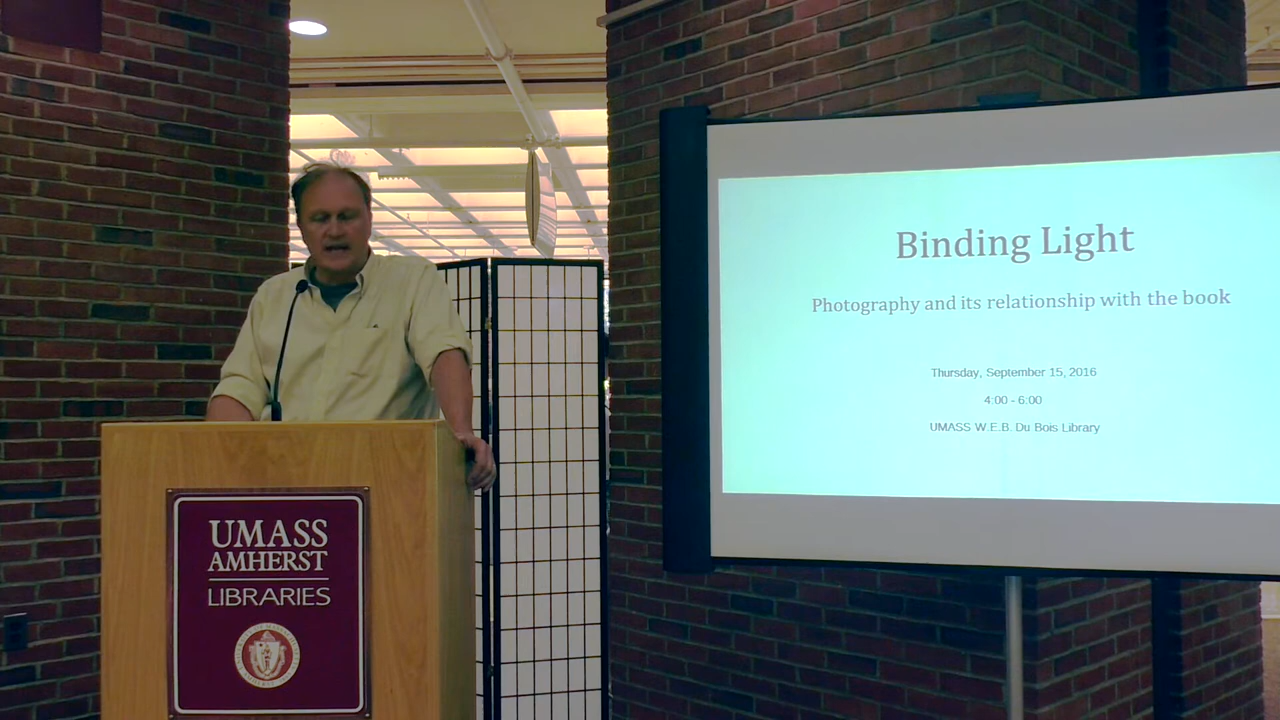 Binding Light
Photography and its relationship with the book
Thursday, September 15, 2016
4:00 - 6:00
UMASS W.E.B. Du Bois Library
UMASS
AMHERST
LIBRARIES